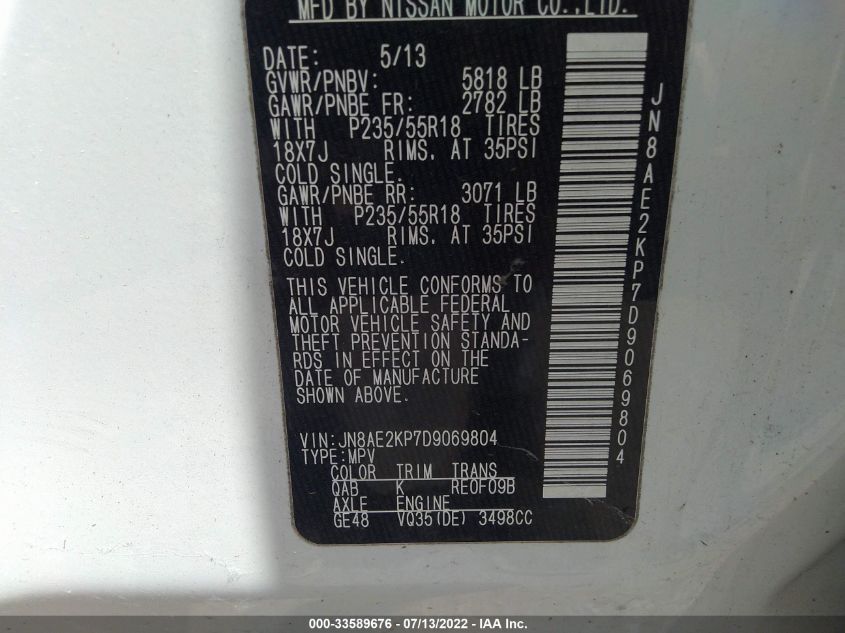 MFD BY NISSAN MOTOR CO.,LTD.
DATE: 5/13
GVWR/PNBV: 5818 LB
GAWR/PNBE FR: 2782 LB
WITH P235/55R18 TIRES
18X7J RIMS. AT 35PSI
COLD SINGLE.
GAWR/PNBE RR: 3071 LB
WITH P235/55R18 TIRES
18X7J RIMS. AT 35PSI
COLD SINGLE.
THIS VEHICLE CONFORMS TO
ALL APPLICABLE FEDERAL
MOTOR VEHICLE SAFETY AND
THEFT PREVENTION STANDA-
RDS IN EFFECT ON THE
DATE OF MANUFACTURE
SHOWN ABOVE.
VIN:JN8AE2KP7D9069804
TYPE:MPV
COLOR TRIM TRANS
QAB K RE0F09B
AXLE ENGINE
GE48 VQ35(DE) 3498CC
JN8AE2KP7D9069804
000-33589676 - 07/13/2022 - COPYRIGHT IAA, LLC.